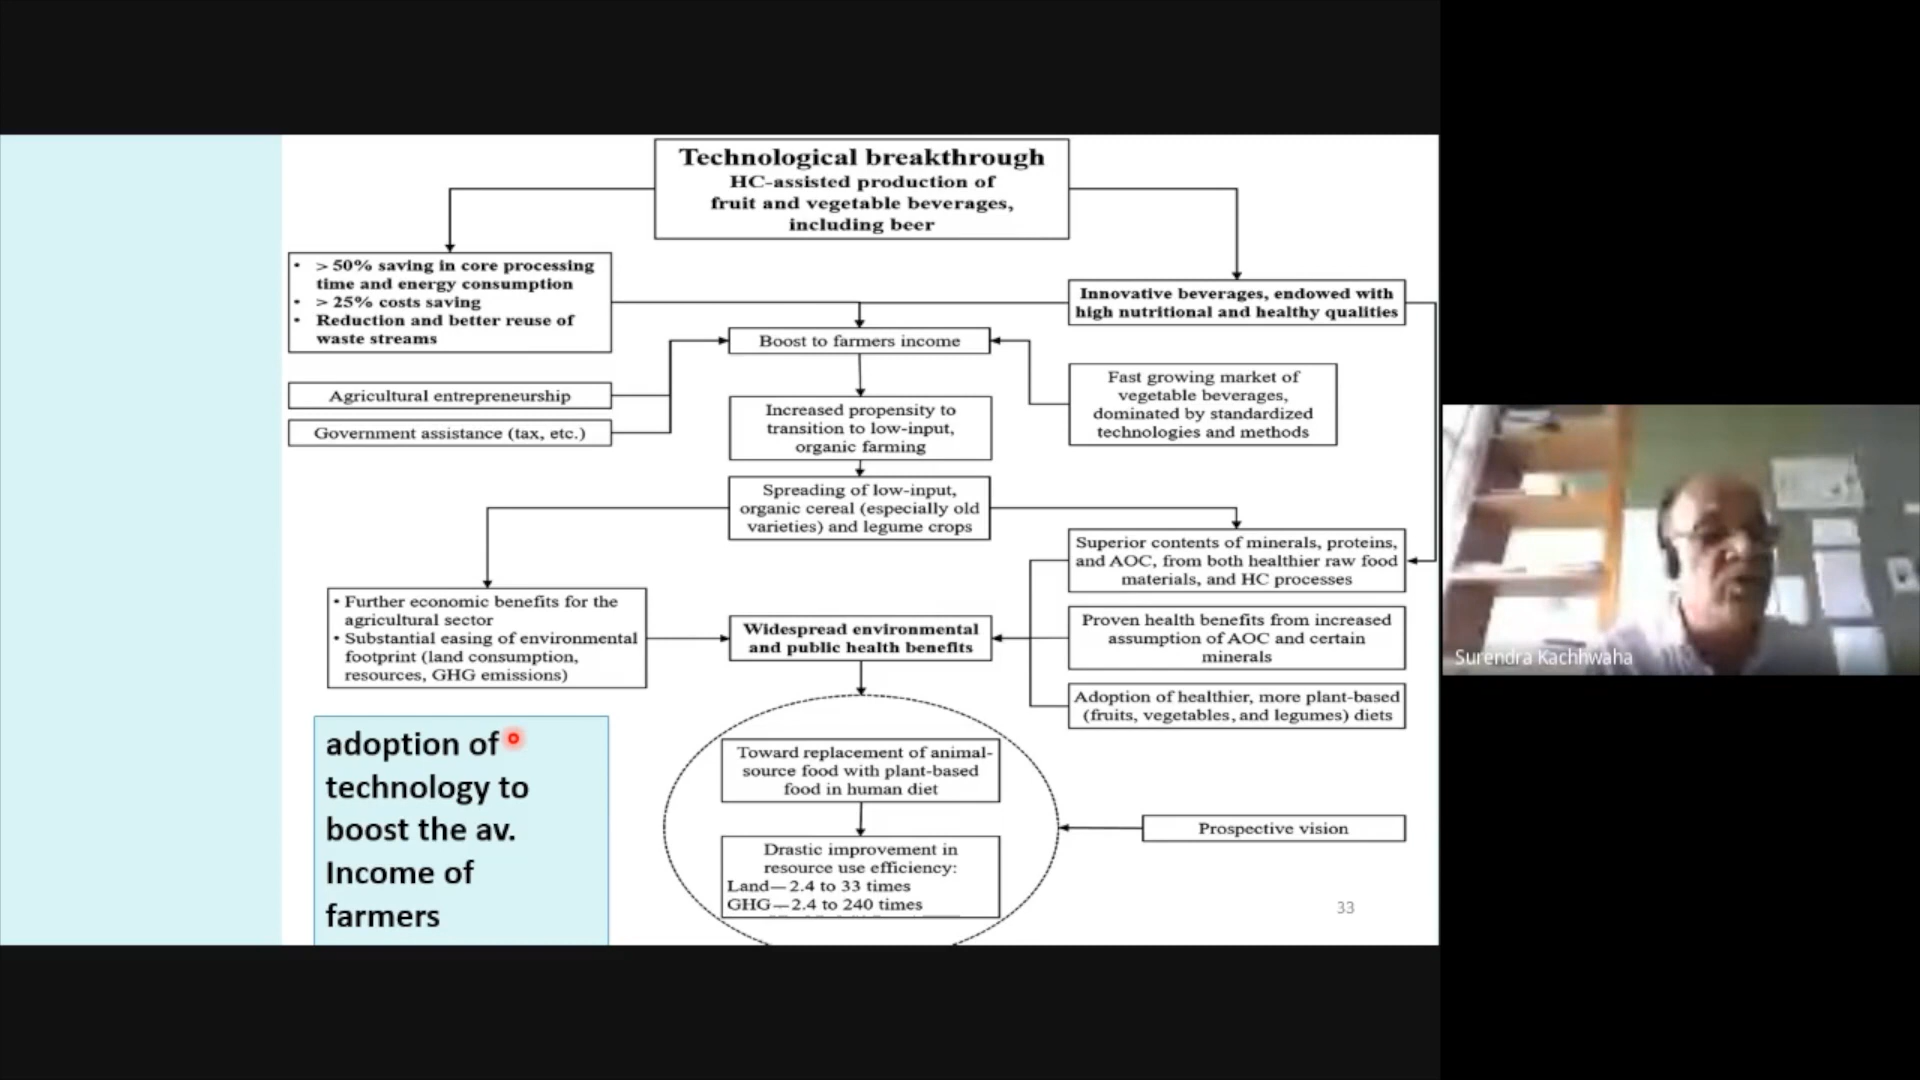 Technological breakthrough
HC-assisted production of
fruit and vegetable beverages,
including beer
• > 50% saving in core processing
time and energy consumption
• > 25% costs saving
• Reduction and better reuse of
waste streams
Innovative beverages, endowed with
high nutritional and healthy qualities
Boost to farmers income
Agricultural entrepreneurship
Government assistance (tax, etc.)
Fast growing market of
vegetable beverages,
dominated by standardized
technologies and methods
Increased propensity to
transition to low-input,
organic farming
Spreading of low-input,
organic cereal (especially old
varieties) and legume crops
Superior contents of minerals, proteins,
and AOC, from both healthier raw food
materials, and HC processes
• Further economic benefits for the
agricultural sector
• Substantial easing of environmental
footprint (land consumption,
resources, GHG emissions)
Widespread environmental
and public health benefits
Proven health benefits from increased
assumption of AOC and certain
minerals
Adoption of healthier, more plant-based
(fruits, vegetables, and legumes) diets
Toward replacement of animal-
source food with plant-based
food in human diet
Prospective vision
Drastic improvement in
resource use efficiency:
Land—2.4 to 33 times
GHG—2.4 to 240 times
adoption of
technology to
boost the av.
Income of
farmers
33
Surendra Kachhwaha